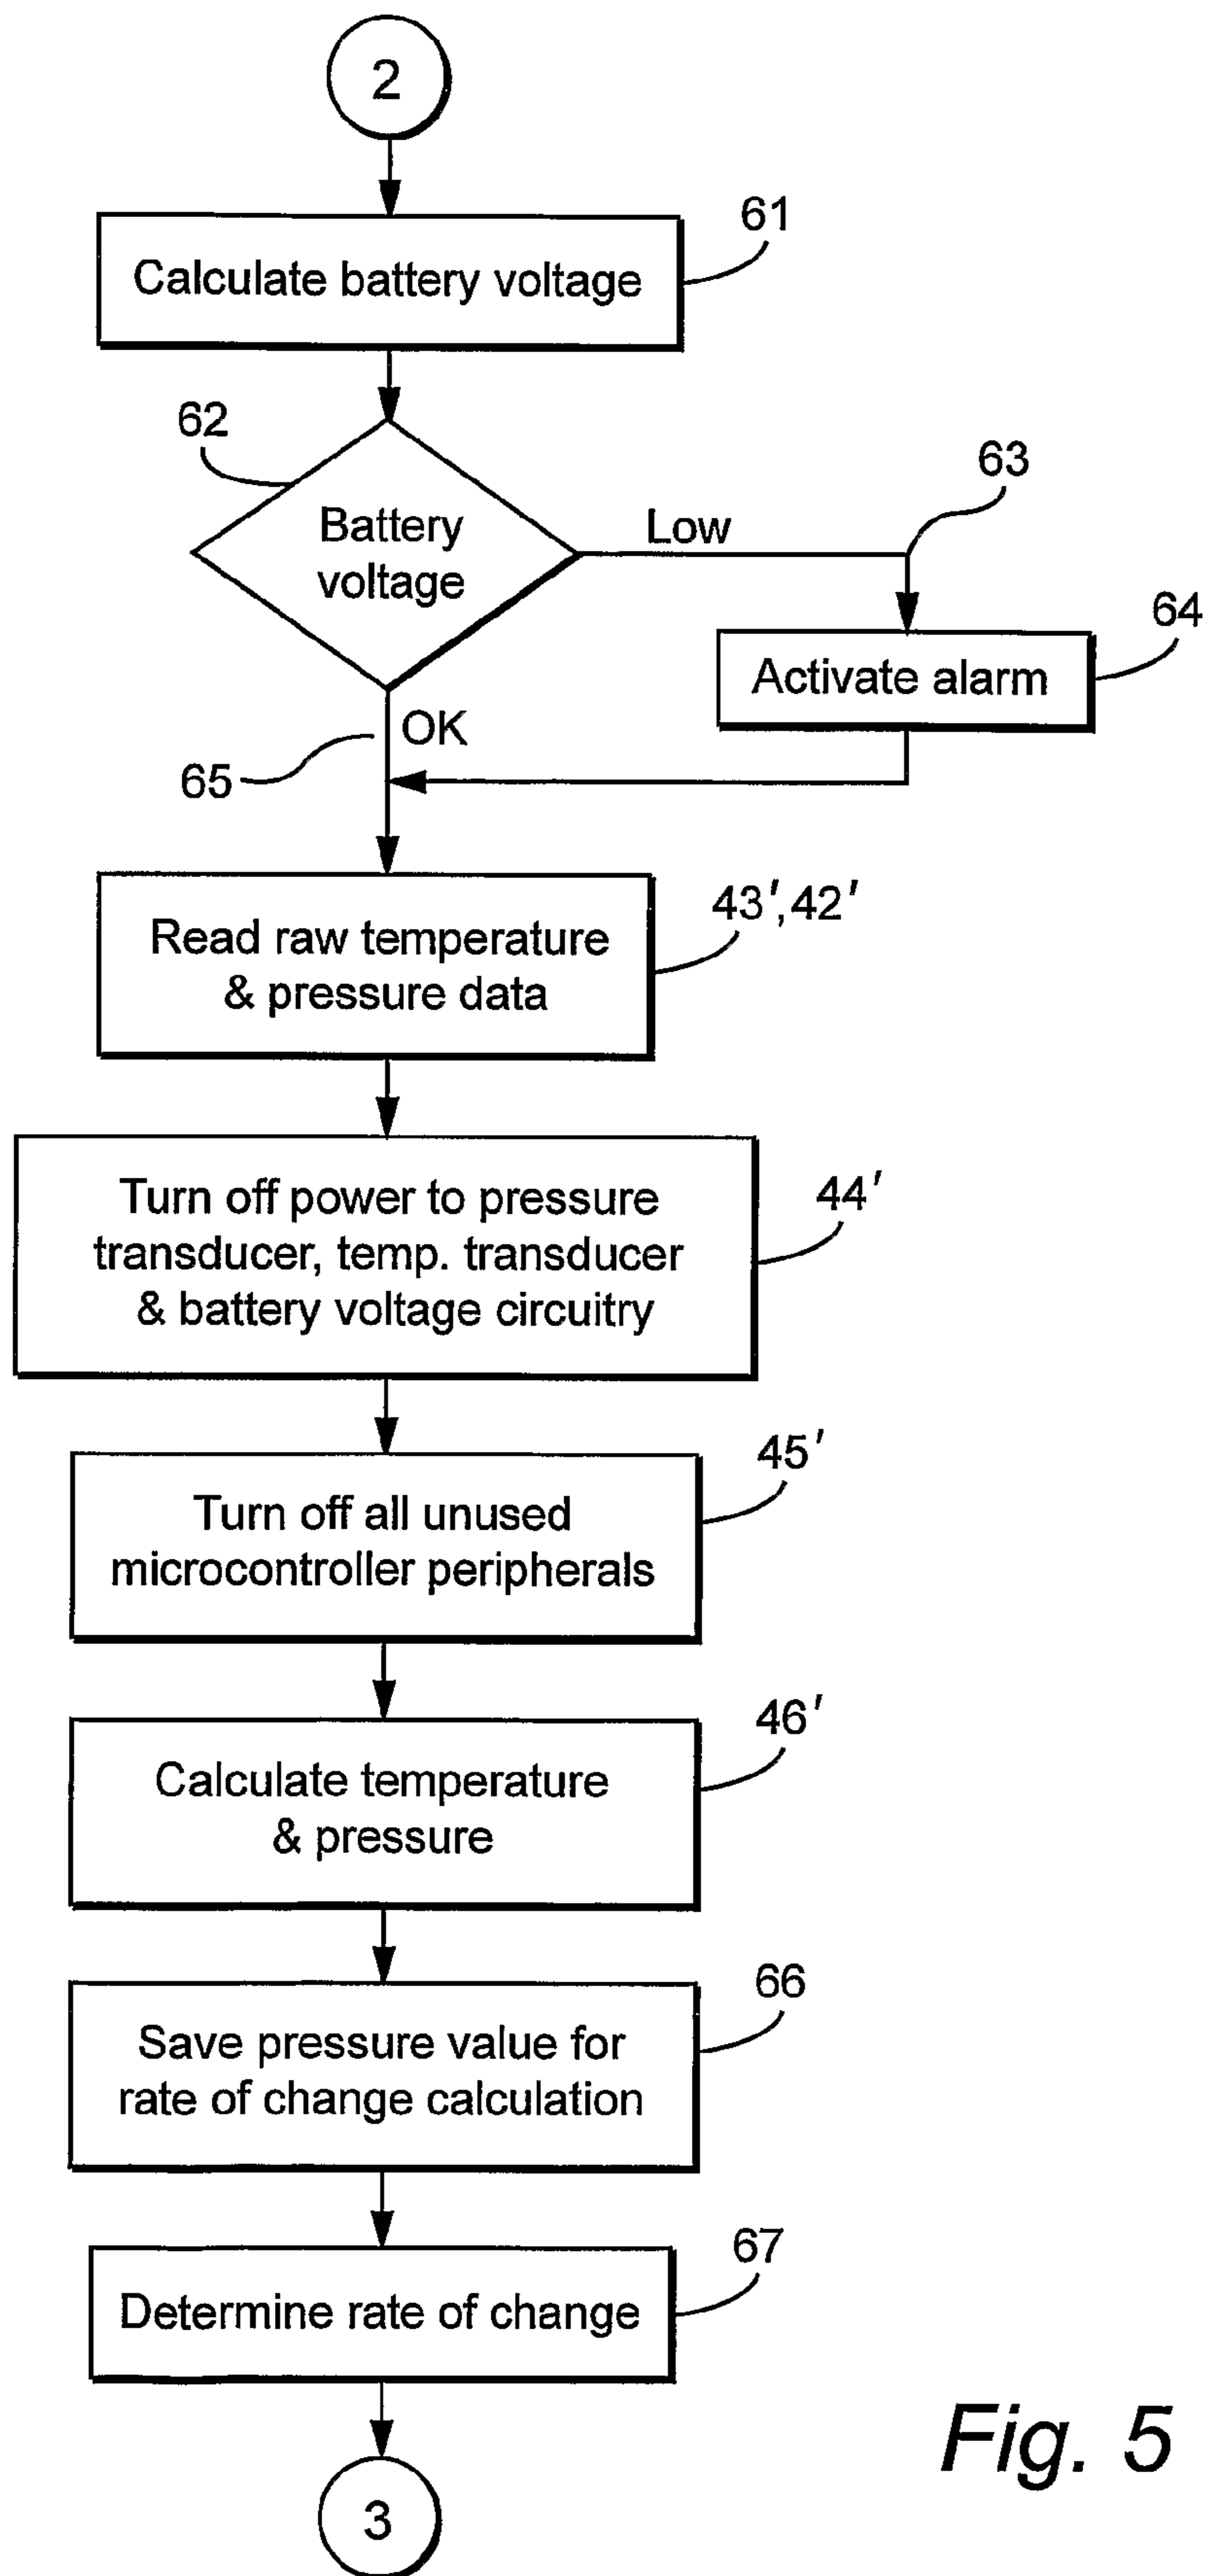 2
61
Calculate battery voltage
62
63
Battery
voltage
Low
64
Activate alarm
OK
65
43',42'
Read raw temperature
& pressure data
44'
Turn off power to pressure
transducer, temp. transducer
& battery voltage circuitry
45'
Turn off all unused
microcontroller peripherals
46'
Calculate temperature
& pressure
66
Save pressure value for
rate of change calculation
67
Determine rate of change
3
Fig. 5